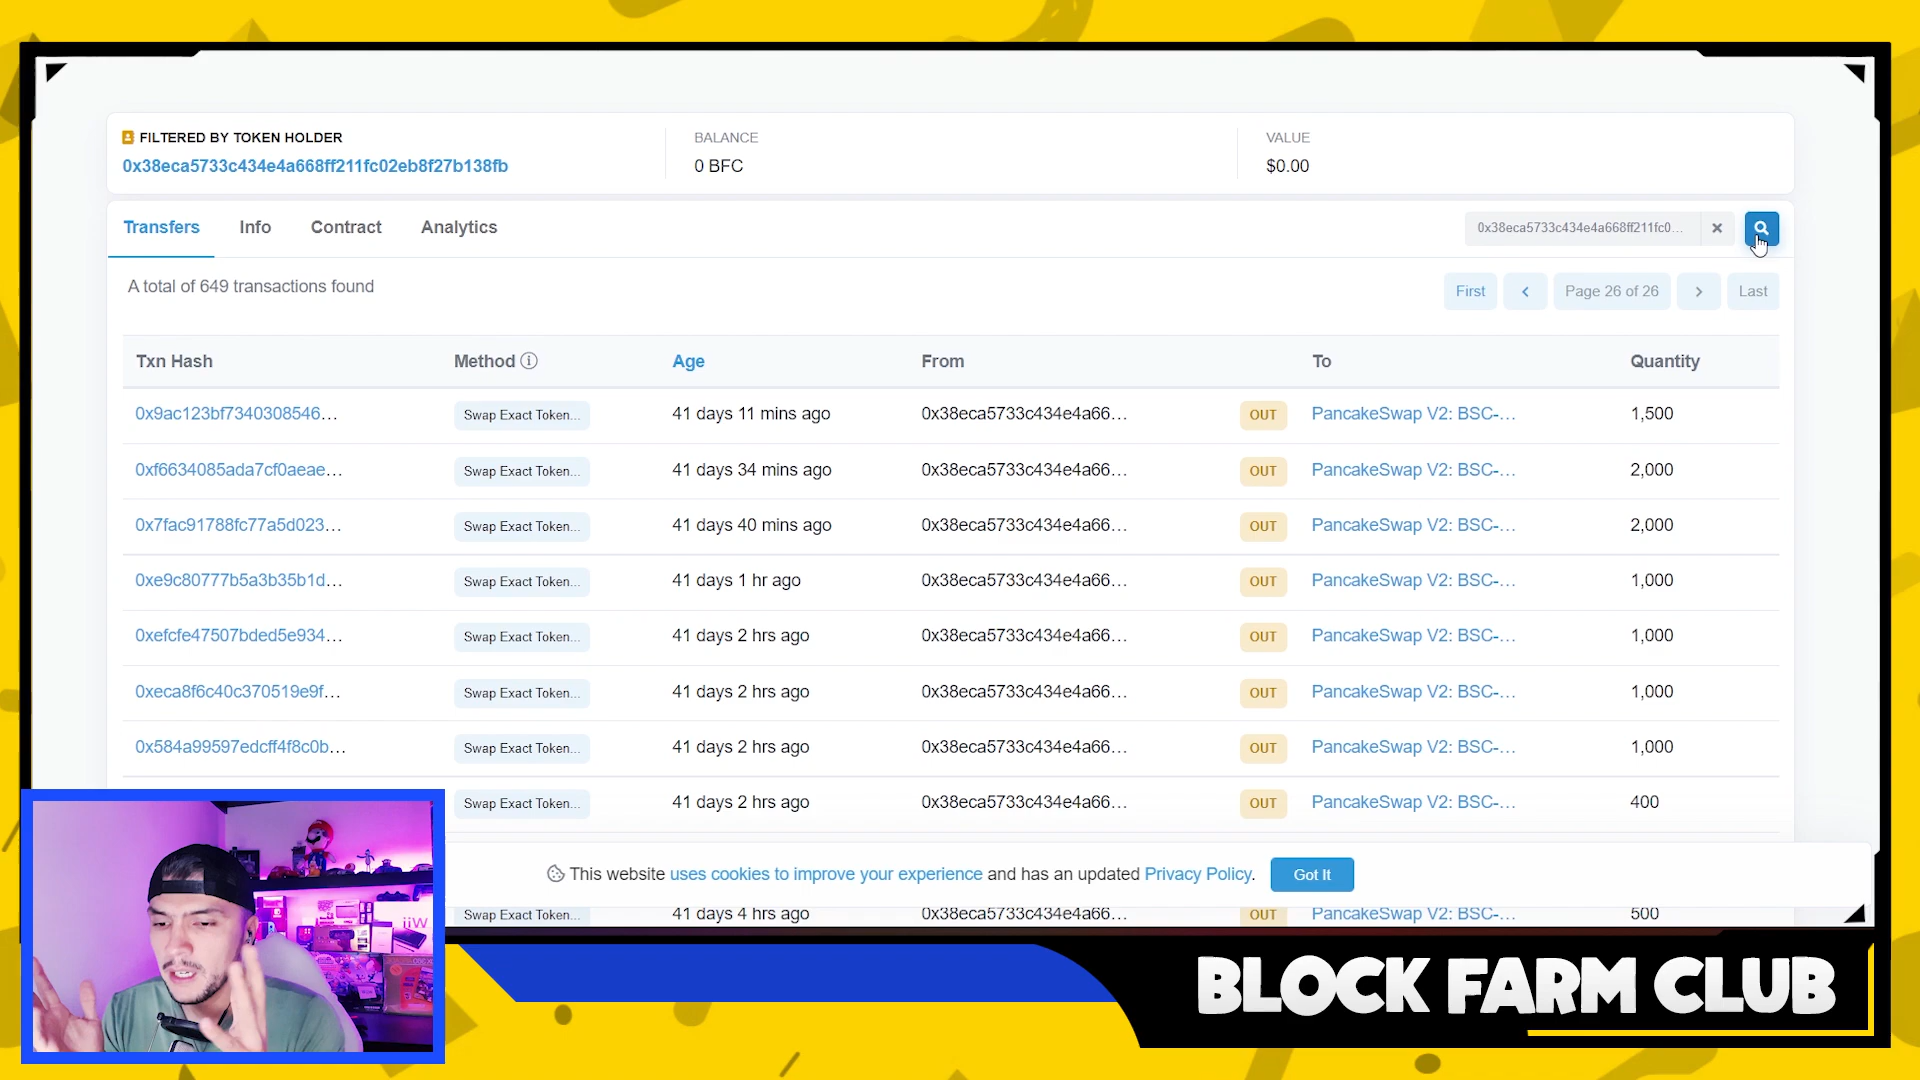 FILTERED BY TOKEN HOLDER
0x38eca5733c434e4a668ff211fc02eb8f27b138fb
BALANCE
0 BFC
VALUE
$0.00
Transfers Info Contract Analytics
0x38eca5733c434e4a668ff211fc0...
A total of 649 transactions found
First Page 26 of 26 Last
Txn Hash Method Age From To Quantity
0x9ac123bf7340308546... Swap Exact Token... 41 days 11 mins ago 0x38eca5733c434e4a66... OUT PancakeSwap V2: BSC-... 1,500
0xf6634085ada7cf0aeae... Swap Exact Token... 41 days 34 mins ago 0x38eca5733c434e4a66... OUT PancakeSwap V2: BSC-... 2,000
0x7fac91788fc77a5d023... Swap Exact Token... 41 days 40 mins ago 0x38eca5733c434e4a66... OUT PancakeSwap V2: BSC-... 2,000
0xe9c80777b5a3b35b1d... Swap Exact Token... 41 days 1 hr ago 0x38eca5733c434e4a66... OUT PancakeSwap V2: BSC-... 1,000
0xefcfe47507bded5e934... Swap Exact Token... 41 days 2 hrs ago 0x38eca5733c434e4a66... OUT PancakeSwap V2: BSC-... 1,000
0xeca8f6c40c370519e9f... Swap Exact Token... 41 days 2 hrs ago 0x38eca5733c434e4a66... OUT PancakeSwap V2: BSC-... 1,000
0x584a99597edcff4f8c0b... Swap Exact Token... 41 days 2 hrs ago 0x38eca5733c434e4a66... OUT PancakeSwap V2: BSC-... 1,000
Swap Exact Token... 41 days 2 hrs ago 0x38eca5733c434e4a66... OUT PancakeSwap V2: BSC-... 400
This website uses cookies to improve your experience and has an updated Privacy Policy. Got It
Swap Exact Token... 41 days 4 hrs ago 0x38eca5733c434e4a66... OUT PancakeSwap V2: BSC-... 500
BLOCK FARM CLUB